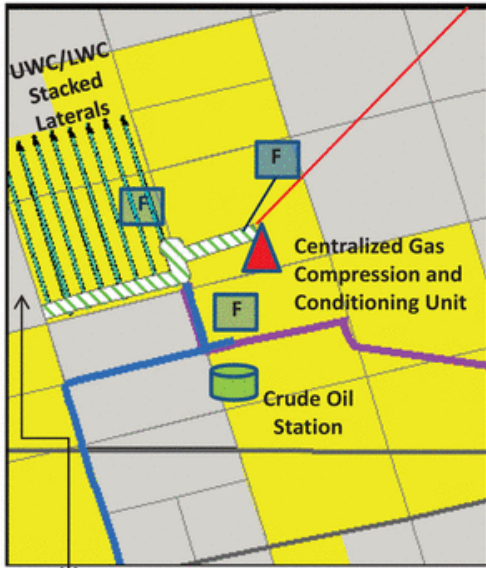 UWC/LWC
Stacked
Laterals
F
F
Centralized Gas
Compression and
Conditioning Unit
F
Crude Oil
Station